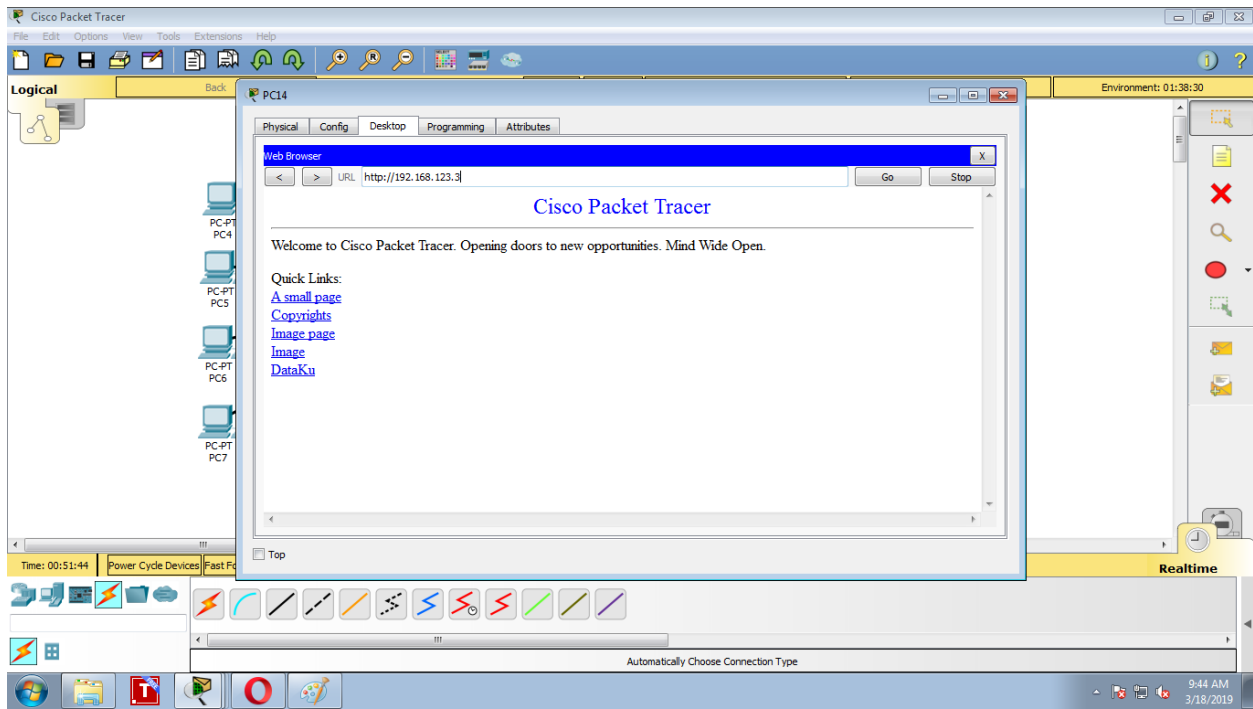 Cisco Packet Tracer
File Edit Options View Tools Extensions Help
Logical
Back
Environment: 01:38:30
PC14
Physical Config Desktop Programming Attributes
Web Browser
X
< > URL http://192.168.123.3 Go Stop
Cisco Packet Tracer
Welcome to Cisco Packet Tracer. Opening doors to new opportunities. Mind Wide Open.
Quick Links:
A small page
Copyrights
Image page
Image
DataKu
Top
PC-PT
PC4
PC-PT
PC5
PC-PT
PC6
PC-PT
PC7
Time: 00:51:44 Power Cycle Devices Fast Fo
Realtime
Automatically Choose Connection Type
9:44 AM
3/18/2019